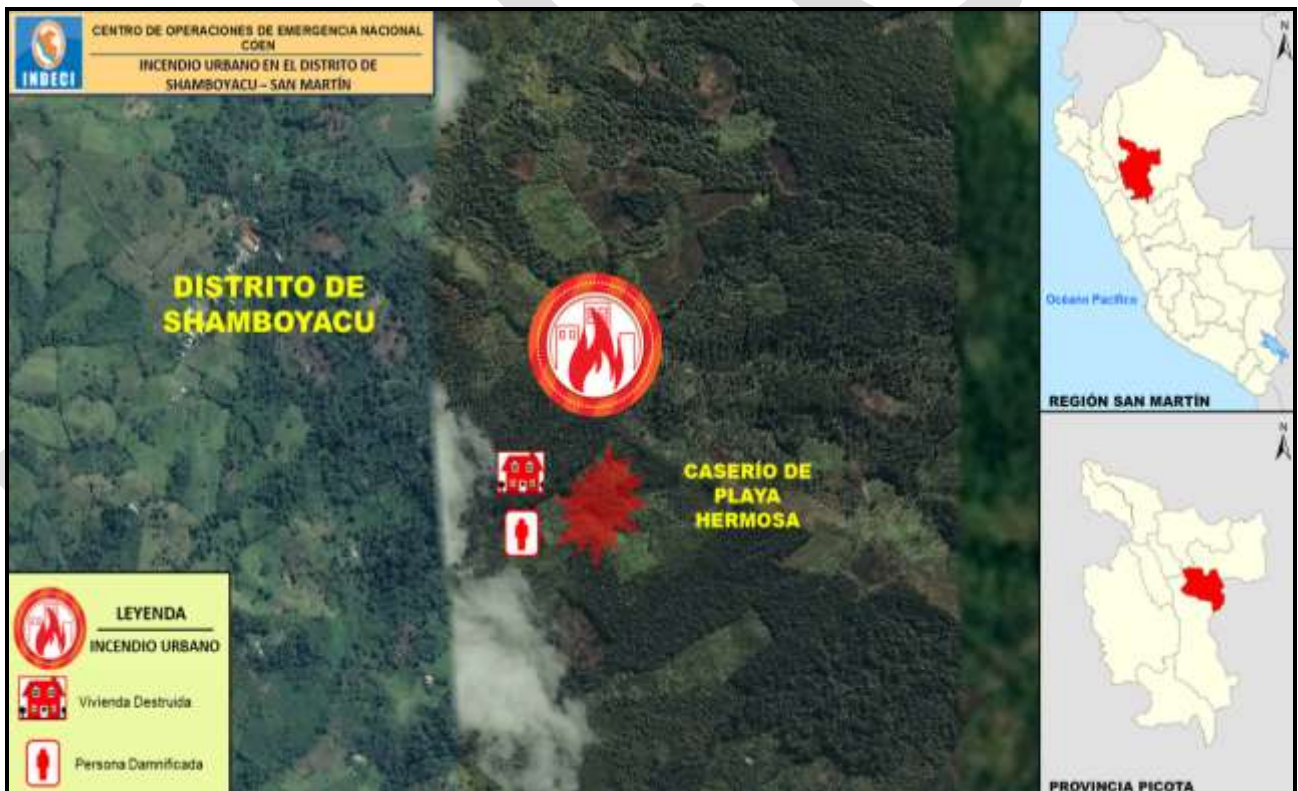 INDECI
CENTRO DE OPERACIONES DE EMERGENCIA NACIONAL
COEN
INCENDIO URBANO EN EL DISTRITO DE
SHAMBOYACU – SAN MARTÍN
DISTRITO DE
SHAMBOYACU
CASERÍO DE
PLAYA
HERMOSA
LEYENDA
INCENDIO URBANO
Vivienda Destruida
Persona Damnificada
N
Océano Pacífico
REGIÓN SAN MARTÍN
N
PROVINCIA PICOTA